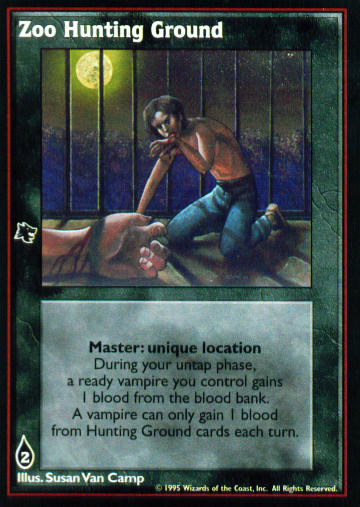 Zoo Hunting Ground
Master: unique location
During your untap phase,
a ready vampire you control gains
1 blood from the blood bank.
A vampire can only gain 1 blood
from Hunting Ground cards each turn.
2
Illus. Susan Van Camp
© 1995 Wizards of the Coast, Inc. All Rights Reserved.